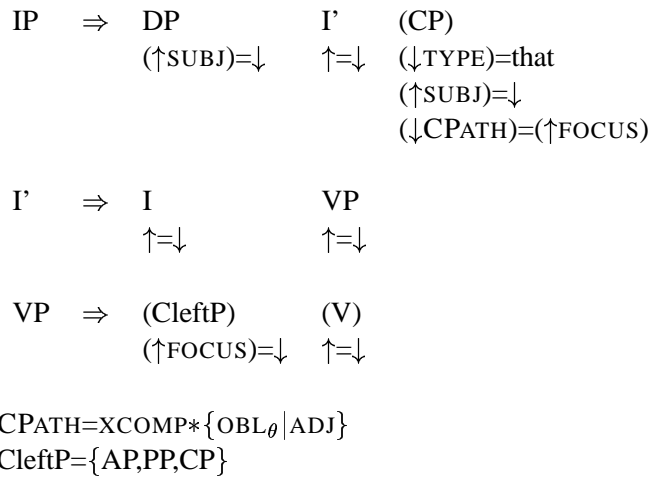 IP ⇒ DP I’ (CP)
(↑SUBJ)=↓ ↑=↓ (↓TYPE)=that
(↑SUBJ)=↓
(↓CPATH)=(↑FOCUS)
I’ ⇒ I VP
↑=↓ ↑=↓
VP ⇒ (CleftP) (V)
(↑FOCUS)=↓ ↑=↓
CPATH=XCOMP*{OBLθ|ADJ}
CleftP={AP,PP,CP}